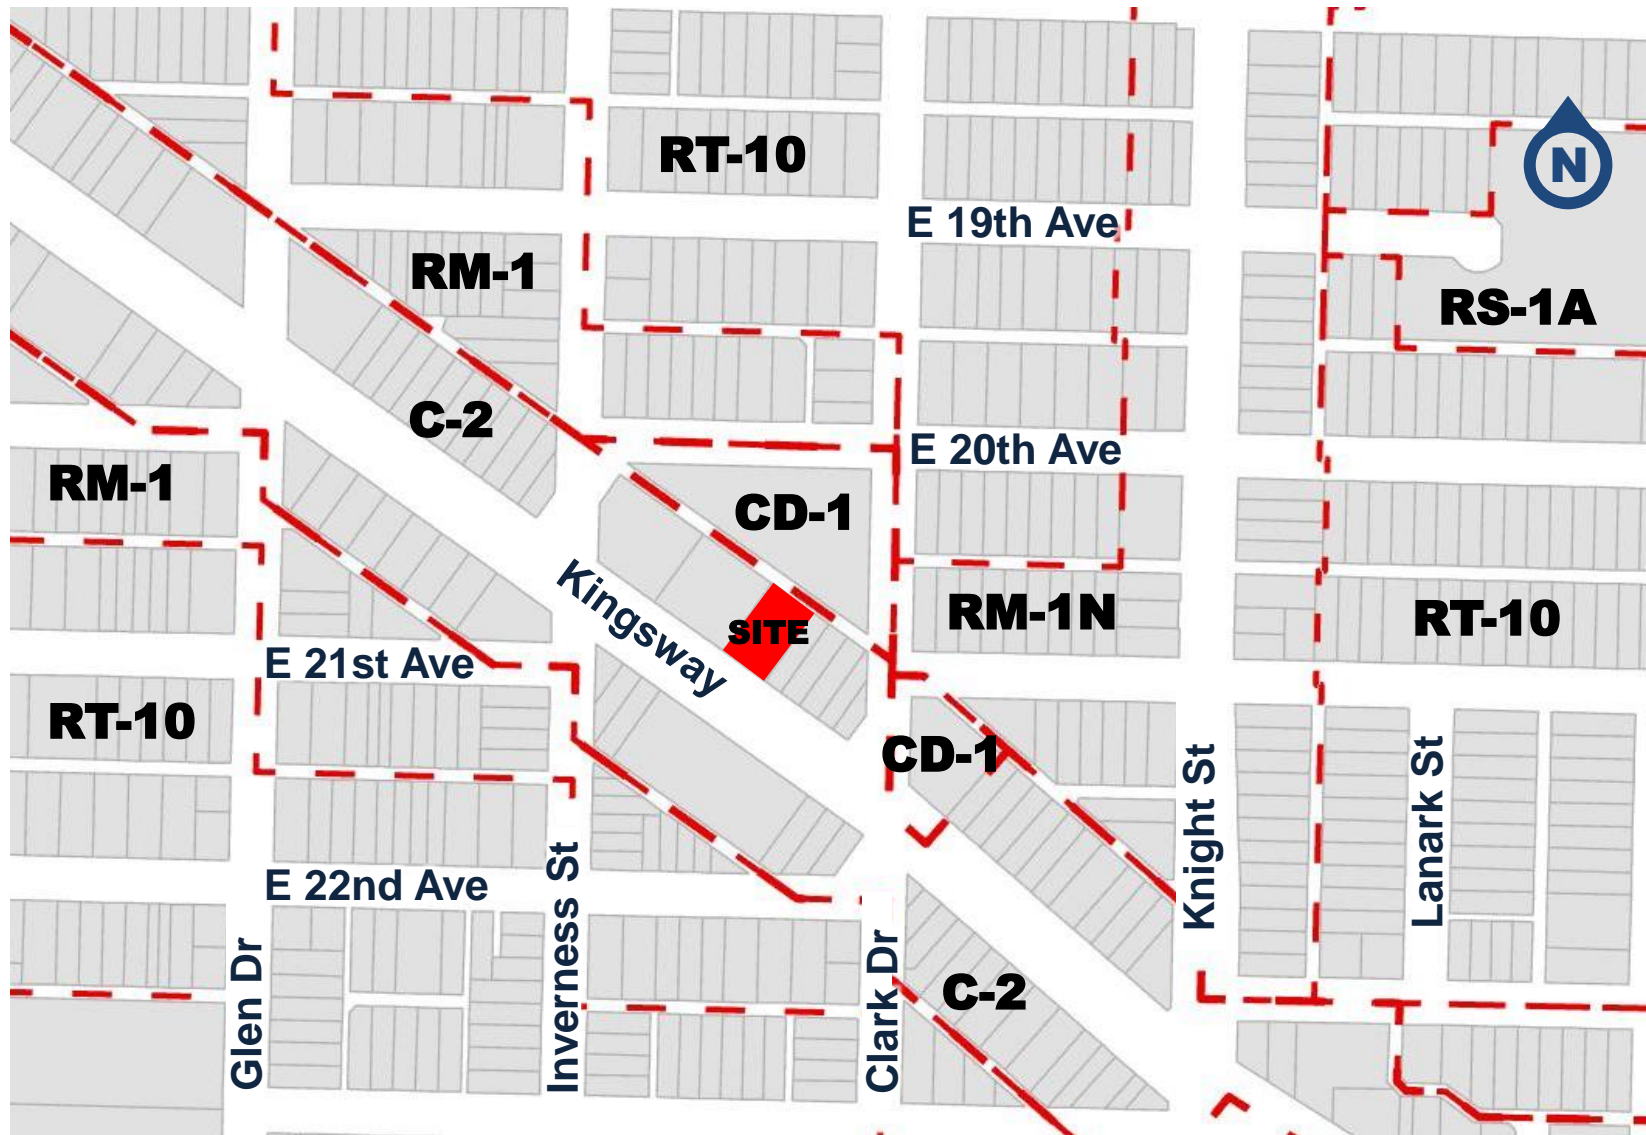 RT-10
N
E 19th Ave
RM-1
RS-1A
C-2
E 20th Ave
RM-1
CD-1
RM-1N
RT-10
SITE
Kingsway
E 21st Ave
RT-10
CD-1
Knight St
Lanark St
E 22nd Ave
Glen Dr
Inverness St
Clark Dr
C-2